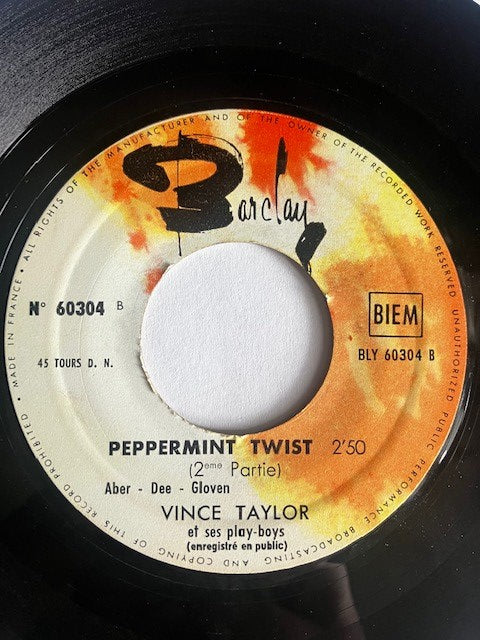 ALL RIGHTS OF THE MANUFACTURER AND OF THE OWNER OF THE RECORDED WORK RESERVED UNAUTHORIZED PUBLIC PERFORMANCE BROADCASTING AND COPYING OF THIS RECORD PROHIBITED • MADE IN FRANCE •
Barclay
N° 60304 B
BIEM
45 TOURS D. N.
BLY 60304 B
PEPPERMINT TWIST 2'50
(2eme Partie)
Aber - Dee - Gloven
VINCE TAYLOR
et ses play-boys
(enregistré en public)